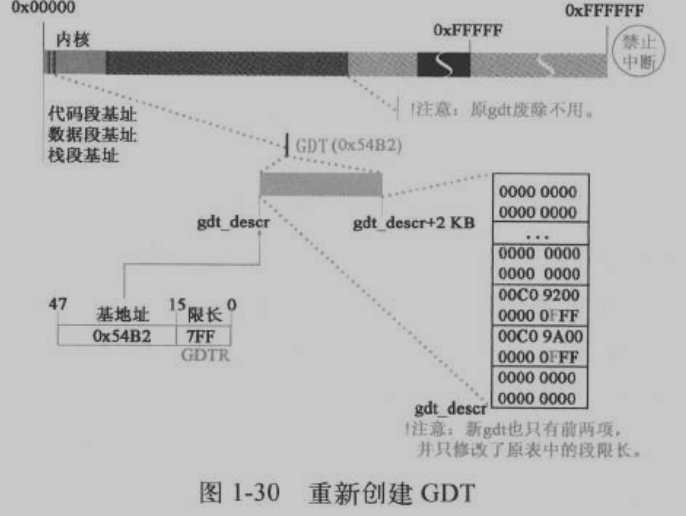 0x00000
0xFFFFFF
0xFFFFF
内核
禁止
中断
!注意：原gdt废除不用。
代码段基址
数据段基址
栈段基址
GDT(0x54B2)
gdt_descr
gdt_descr+2 KB
0000 0000
0000 0000
...
0000 0000
0000 0000
00C0 9200
0000 0FFF
00C0 9A00
0000 0FFF
0000 0000
0000 0000
47
15
0
基地址
限长
0x54B2
7FF
GDTR
gdt_descr
!注意：新gdt也只有前两项，
并只修改了原表中的段限长。
图 1-30 重新创建 GDT